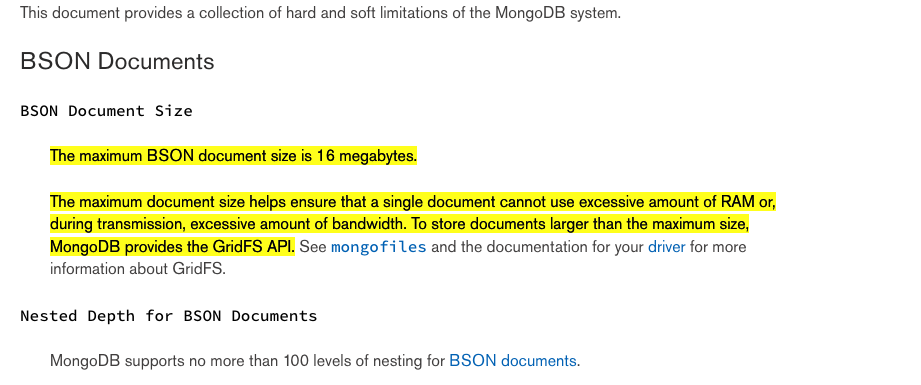 This document provides a collection of hard and soft limitations of the MongoDB system.
BSON Documents
BSON Document Size
The maximum BSON document size is 16 megabytes.
The maximum document size helps ensure that a single document cannot use excessive amount of RAM or,
during transmission, excessive amount of bandwidth. To store documents larger than the maximum size,
MongoDB provides the GridFS API. See mongofiles and the documentation for your driver for more
information about GridFS.
Nested Depth for BSON Documents
MongoDB supports no more than 100 levels of nesting for BSON documents.